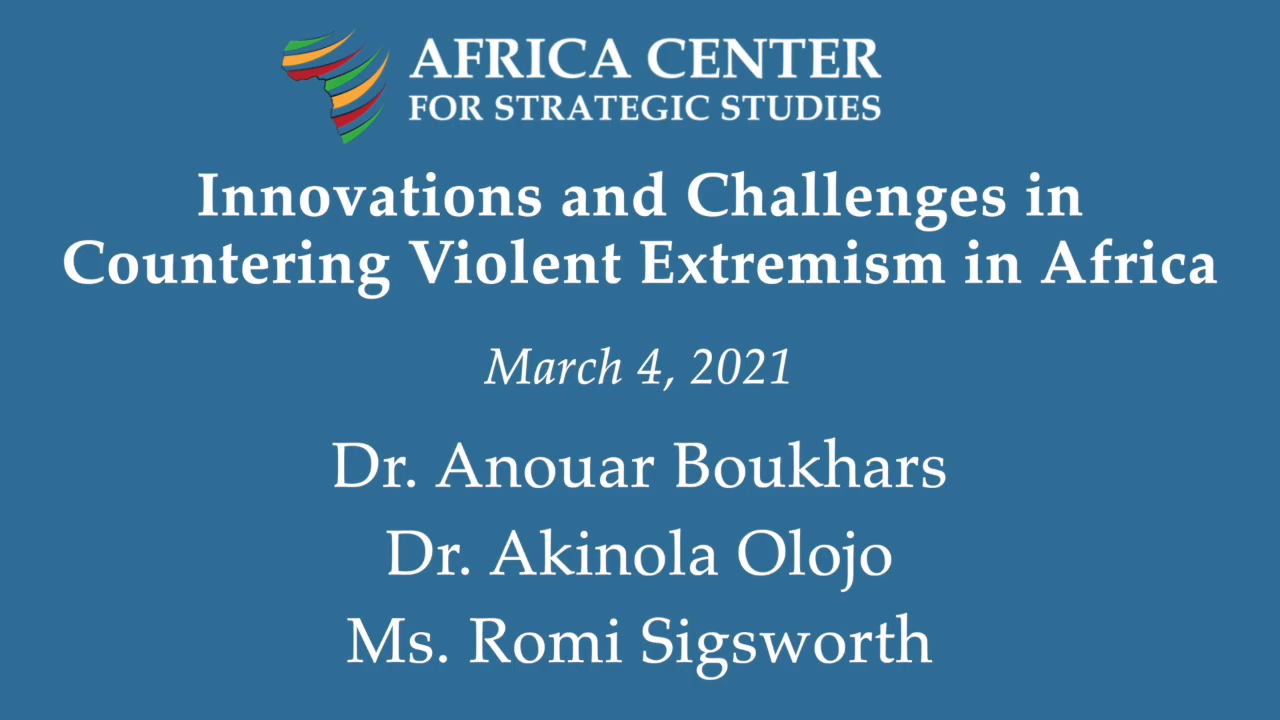 AFRICA CENTER
FOR STRATEGIC STUDIES
Innovations and Challenges in
Countering Violent Extremism in Africa
March 4, 2021
Dr. Anouar Boukhars
Dr. Akinola Olojo
Ms. Romi Sigsworth